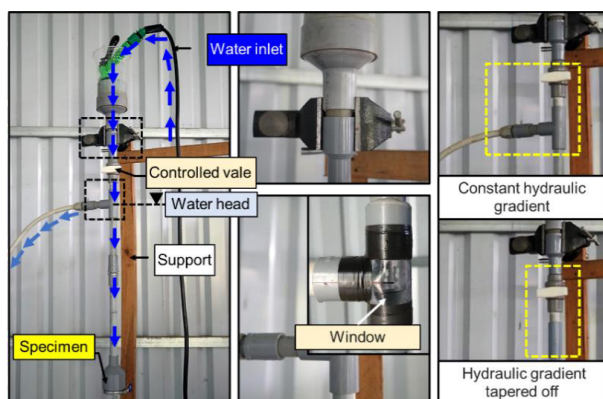 Water inlet
Controlled vale
Water head
Support
Specimen
Window
Constant hydraulic
gradient
Hydraulic gradient
tapered off